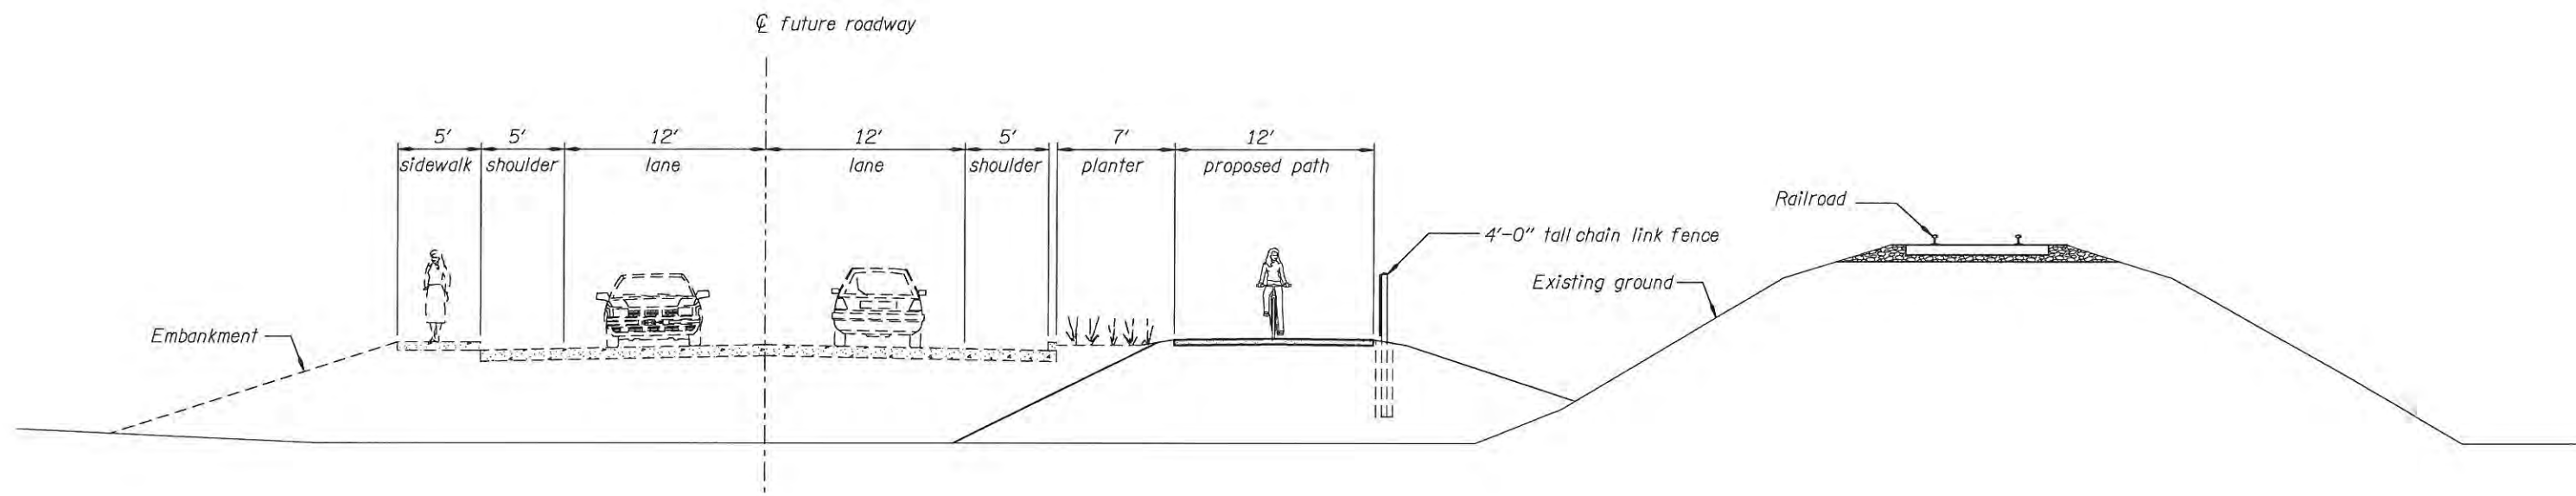 ℄ future roadway
5' 5' 12' 12' 5' 7' 12'
sidewalk shoulder lane lane shoulder planter proposed path
Railroad
4'-0" tall chain link fence
Existing ground
Embankment